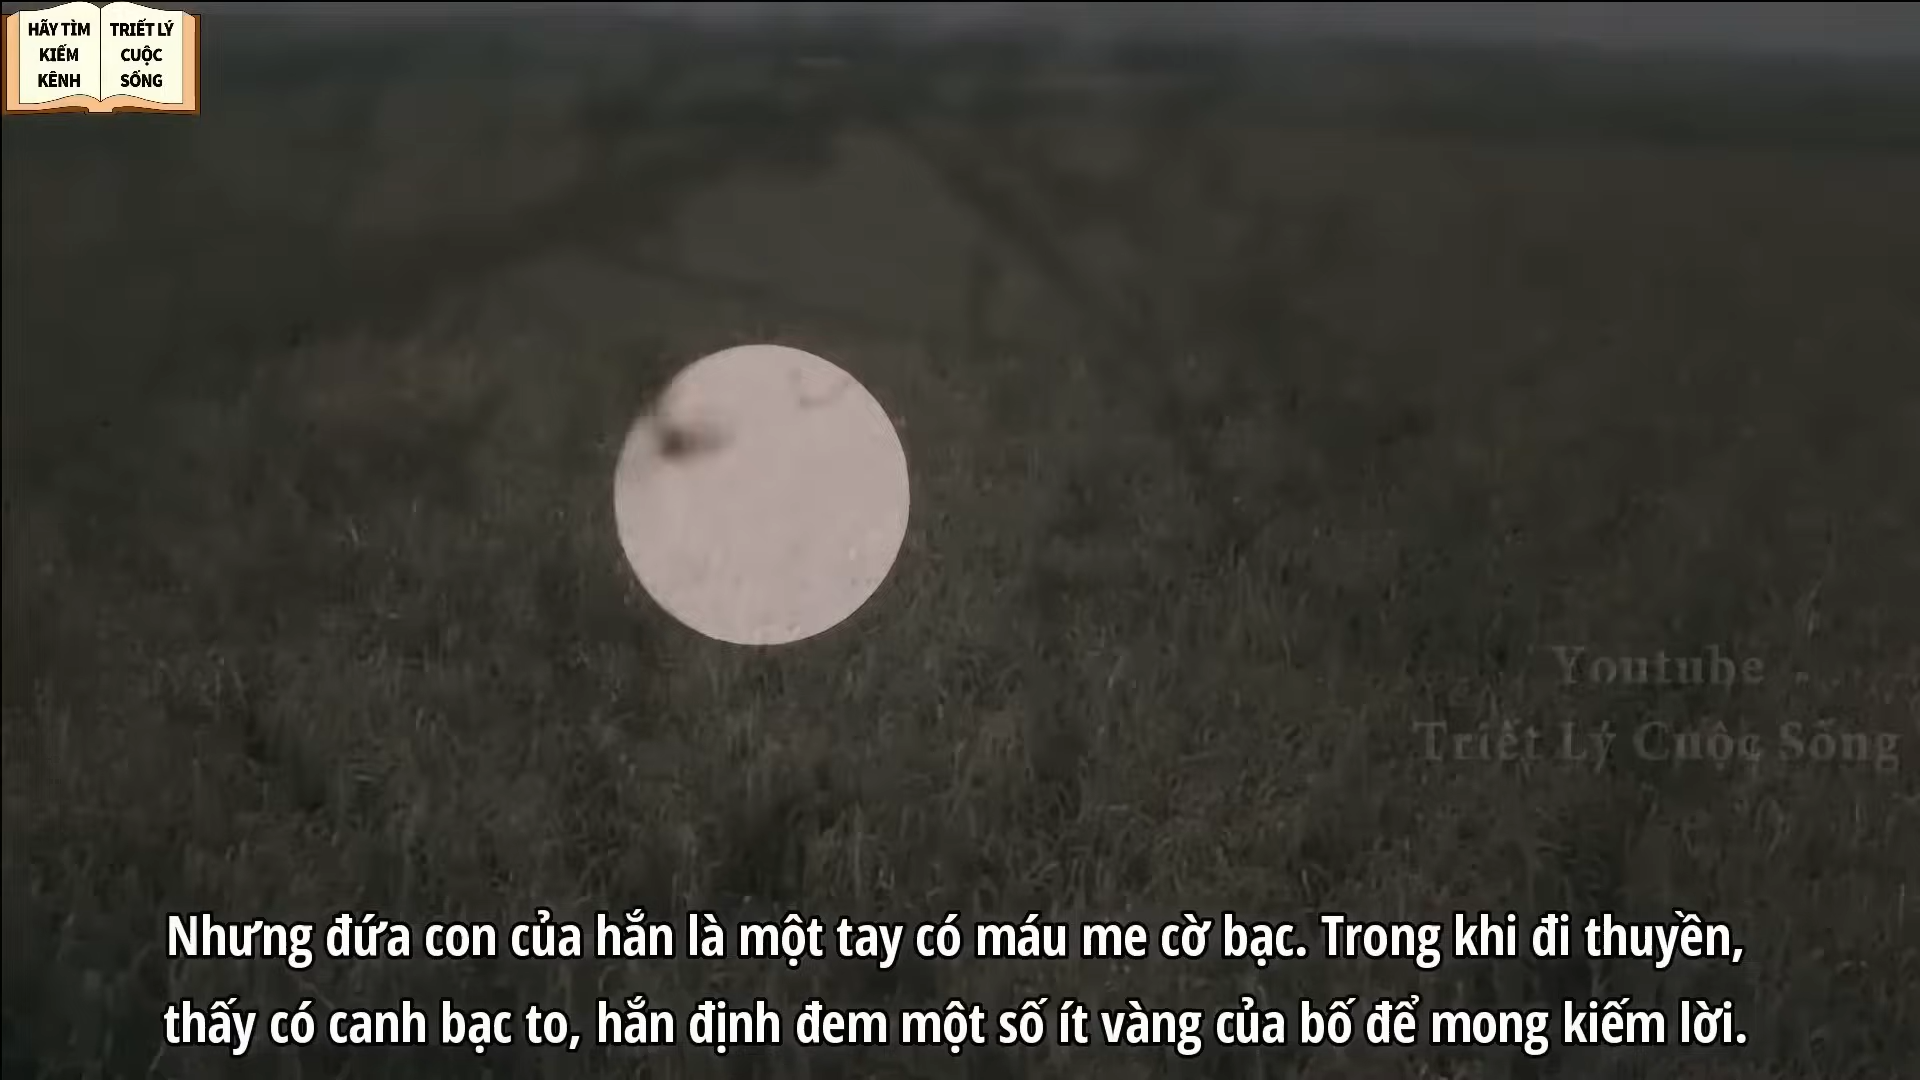 HÃY TÌM
KIẾM
KÊNH
TRIẾT LÝ
CUỘC
SỐNG
Youtube
Triết Lý Cuộc Sống
Nhưng đứa con của hắn là một tay có máu me cờ bạc. Trong khi đi thuyền,
thấy có canh bạc to, hắn định đem một số ít vàng của bố để mong kiếm lời.